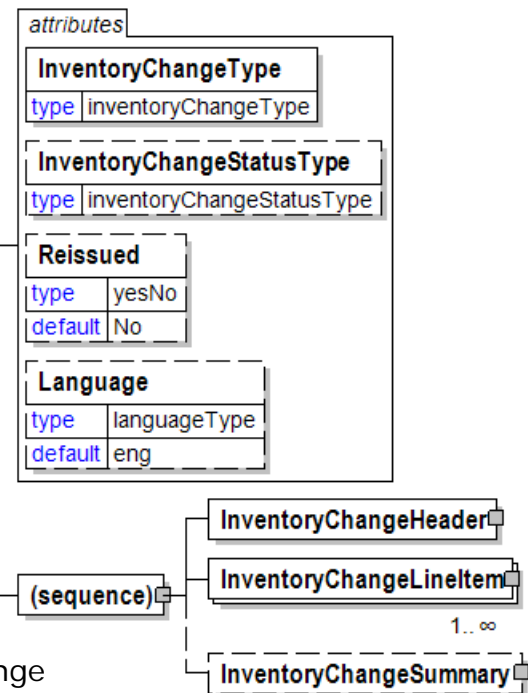 attributes
InventoryChangeType
type inventoryChangeType
InventoryChangeStatusType
type inventoryChangeStatusType
Reissued
type yesNo
default No
Language
type languageType
default eng
InventoryChangeHeader
(sequence)
InventoryChangeLineItem
1..∞
nge
InventoryChangeSummary